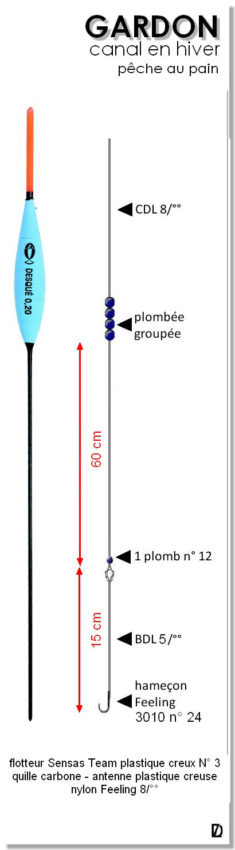 GARDON
canal en hiver
pêche au pain
CDL 8/°°
DESQUE 0,20
plombée
groupée
60 cm
1 plomb n° 12
15 cm
BDL 5/°°
hameçon
Feeling
3010 n° 24
flotteur Sensas Team plastique creux N° 3
quille carbone - antenne plastique creuse
nylon Feeling 8/°°